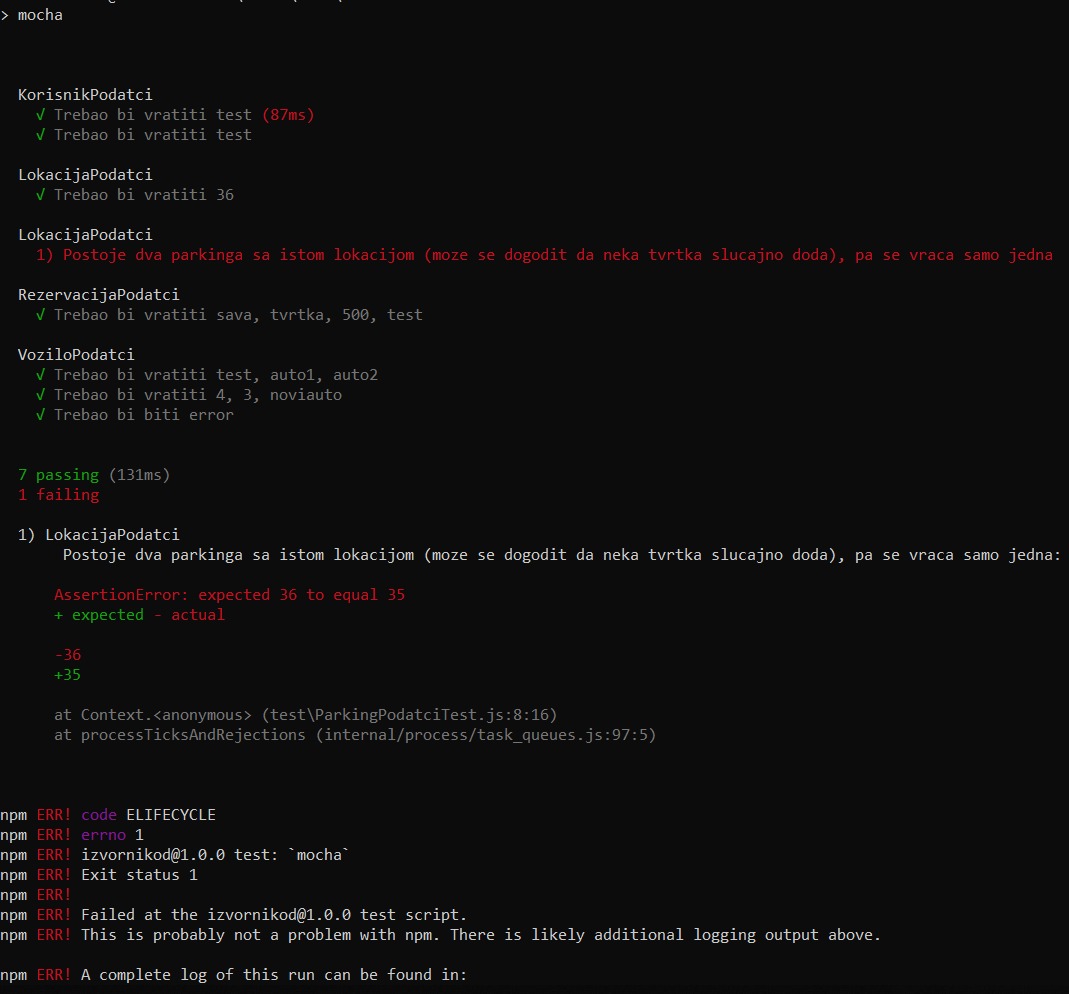 > mocha
KorisnikPodatci
√ Trebao bi vratiti test (87ms)
√ Trebao bi vratiti test
LokacijaPodatci
√ Trebao bi vratiti 36
LokacijaPodatci
1) Postoje dva parkinga sa istom lokacijom (moze se dogodit da neka tvrtka slucajno doda), pa se vraca samo jedna
RezervacijaPodatci
√ Trebao bi vratiti sava, tvrtka, 500, test
VoziloPodatci
√ Trebao bi vratiti test, auto1, auto2
√ Trebao bi vratiti 4, 3, noviauto
√ Trebao bi biti error
7 passing (131ms)
1 failing
1) LokacijaPodatci
Postoje dva parkinga sa istom lokacijom (moze se dogodit da neka tvrtka slucajno doda), pa se vraca samo jedna:
AssertionError: expected 36 to equal 35
+ expected - actual
-36
+35
at Context.<anonymous> (test\ParkingPodatciTest.js:8:16)
at processTicksAndRejections (internal/process/task_queues.js:97:5)
npm ERR! code ELIFECYCLE
npm ERR! errno 1
npm ERR! izvornikod@1.0.0 test: `mocha`
npm ERR! Exit status 1
npm ERR!
npm ERR! Failed at the izvornikod@1.0.0 test script.
npm ERR! This is probably not a problem with npm. There is likely additional logging output above.
npm ERR! A complete log of this run can be found in: